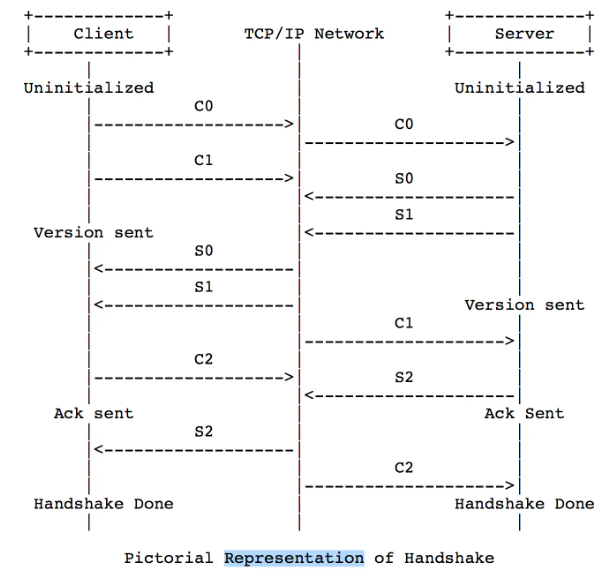 Client TCP/IP Network Server
Uninitialized Uninitialized
C0
C0
C1
S0
S1
Version sent
S0
S1
Version sent
C1
C2
S2
Ack sent Ack Sent
S2
C2
Handshake Done Handshake Done
Pictorial Representation of Handshake